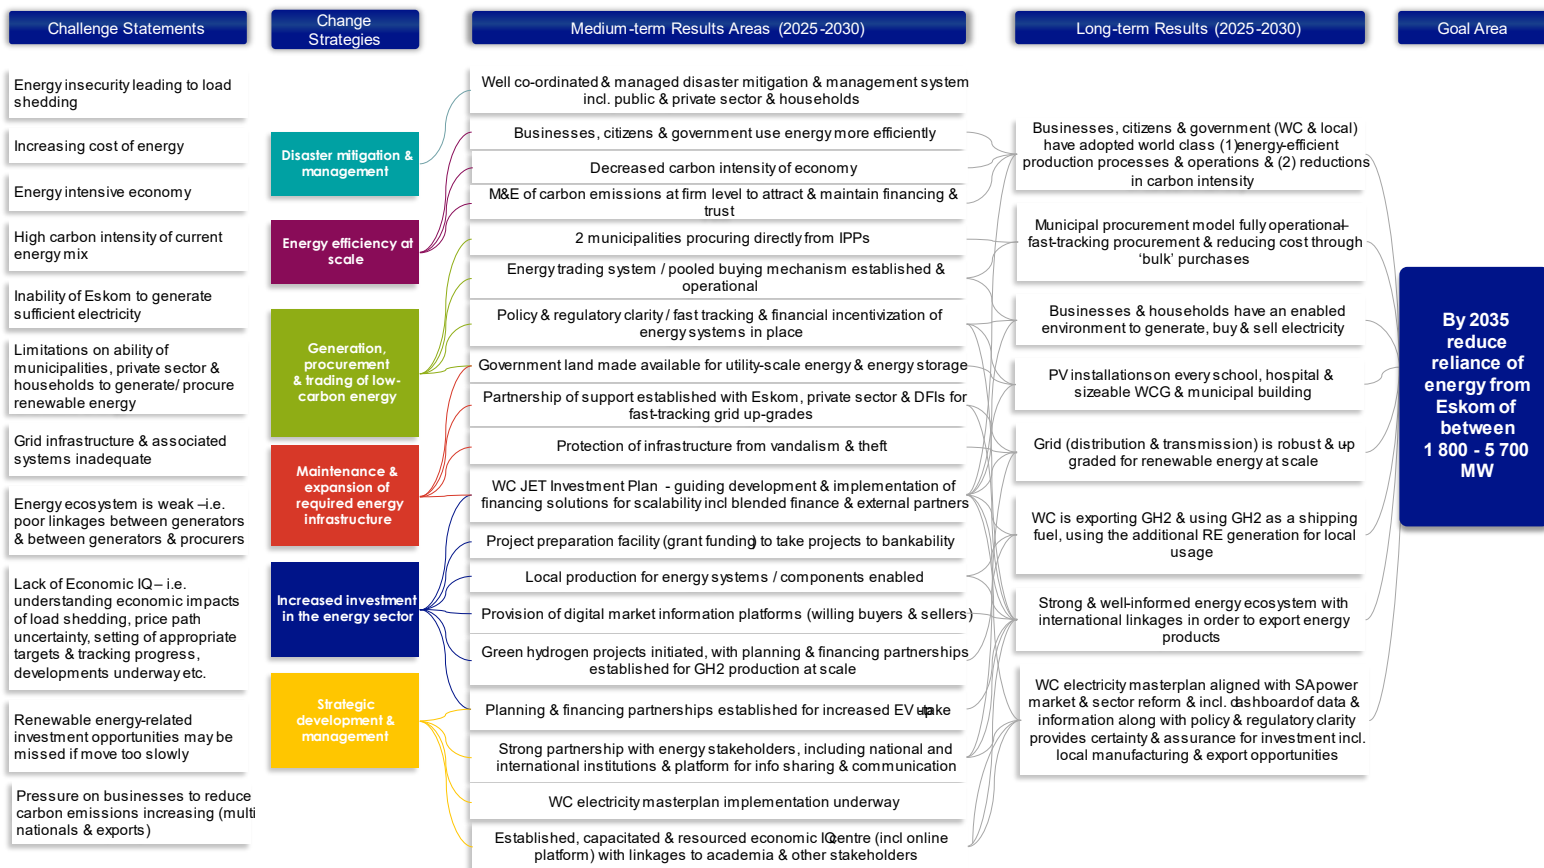 Challenge Statements
Change
Strategies
Medium-term Results Areas (2025-2030)
Long-term Results (2025-2030)
Goal Area
Energy insecurity leading to load
shedding
Increasing cost of energy
Energy intensive economy
High carbon intensity of current
energy mix
Inability of Eskom to generate
sufficient electricity
Limitations on ability of
municipalities, private sector &
households to generate/ procure
renewable energy
Grid infrastructure & associated
systems inadequate
Energy ecosystem is weak –i.e.
poor linkages between generators
& between generators & procurers
Lack of Economic IQ – i.e.
understanding economic impacts
of load shedding, price path
uncertainty, setting of appropriate
targets & tracking progress,
developments underway etc.
Renewable energy-related
investment opportunities may be
missed if move too slowly
Pressure on businesses to reduce
carbon emissions increasing (multi
nationals & exports)
Disaster mitigation &
management
Energy efficiency at
scale
Generation,
procurement
& trading of low-
carbon energy
Maintenance &
expansion of
required energy
infrastructure
Increased investment
in the energy sector
Strategic
development &
management
Well co-ordinated & managed disaster mitigation & management system
incl. public & private sector & households
Businesses, citizens & government use energy more efficiently
Decreased carbon intensity of economy
M&E of carbon emissions at firm level to attract & maintain financing &
trust
2 municipalities procuring directly from IPPs
Energy trading system / pooled buying mechanism established &
operational
Policy & regulatory clarity / fast tracking & financial incentivization of
energy systems in place
Government land made available for utility-scale energy & energy storage
Partnership of support established with Eskom, private sector & DFIs for
fast-tracking grid up-grades
Protection of infrastructure from vandalism & theft
WC JET Investment Plan - guiding development & implementation of
financing solutions for scalability incl blended finance & external partners
Project preparation facility (grant funding) to take projects to bankability
Local production for energy systems / components enabled
Provision of digital market information platforms (willing buyers & sellers)
Green hydrogen projects initiated, with planning & financing partnerships
established for GH2 production at scale
Planning & financing partnerships established for increased EV up-take
Strong partnership with energy stakeholders, including national and
international institutions & platform for info sharing & communication
WC electricity masterplan implementation underway
Established, capacitated & resourced economic IQ centre (incl online
platform) with linkages to academia & other stakeholders
Businesses, citizens & government (WC & local)
have adopted world class (1)energy-efficient
production processes & operations & (2) reductions
in carbon intensity
Municipal procurement model fully operational–
fast-tracking procurement & reducing cost through
‘bulk’ purchases
Businesses & households have an enabled
environment to generate, buy & sell electricity
PV installations on every school, hospital &
sizeable WCG & municipal building
Grid (distribution & transmission) is robust & up-
graded for renewable energy at scale
WC is exporting GH2 & using GH2 as a shipping
fuel, using the additional RE generation for local
usage
Strong & well-informed energy ecosystem with
international linkages in order to export energy
products
WC electricity masterplan aligned with SA power
market & sector reform & incl. dashboard of data &
information along with policy & regulatory clarity
provides certainty & assurance for investment incl.
local manufacturing & export opportunities
By 2035
reduce
reliance of
energy from
Eskom of
between
1 800 - 5 700
MW